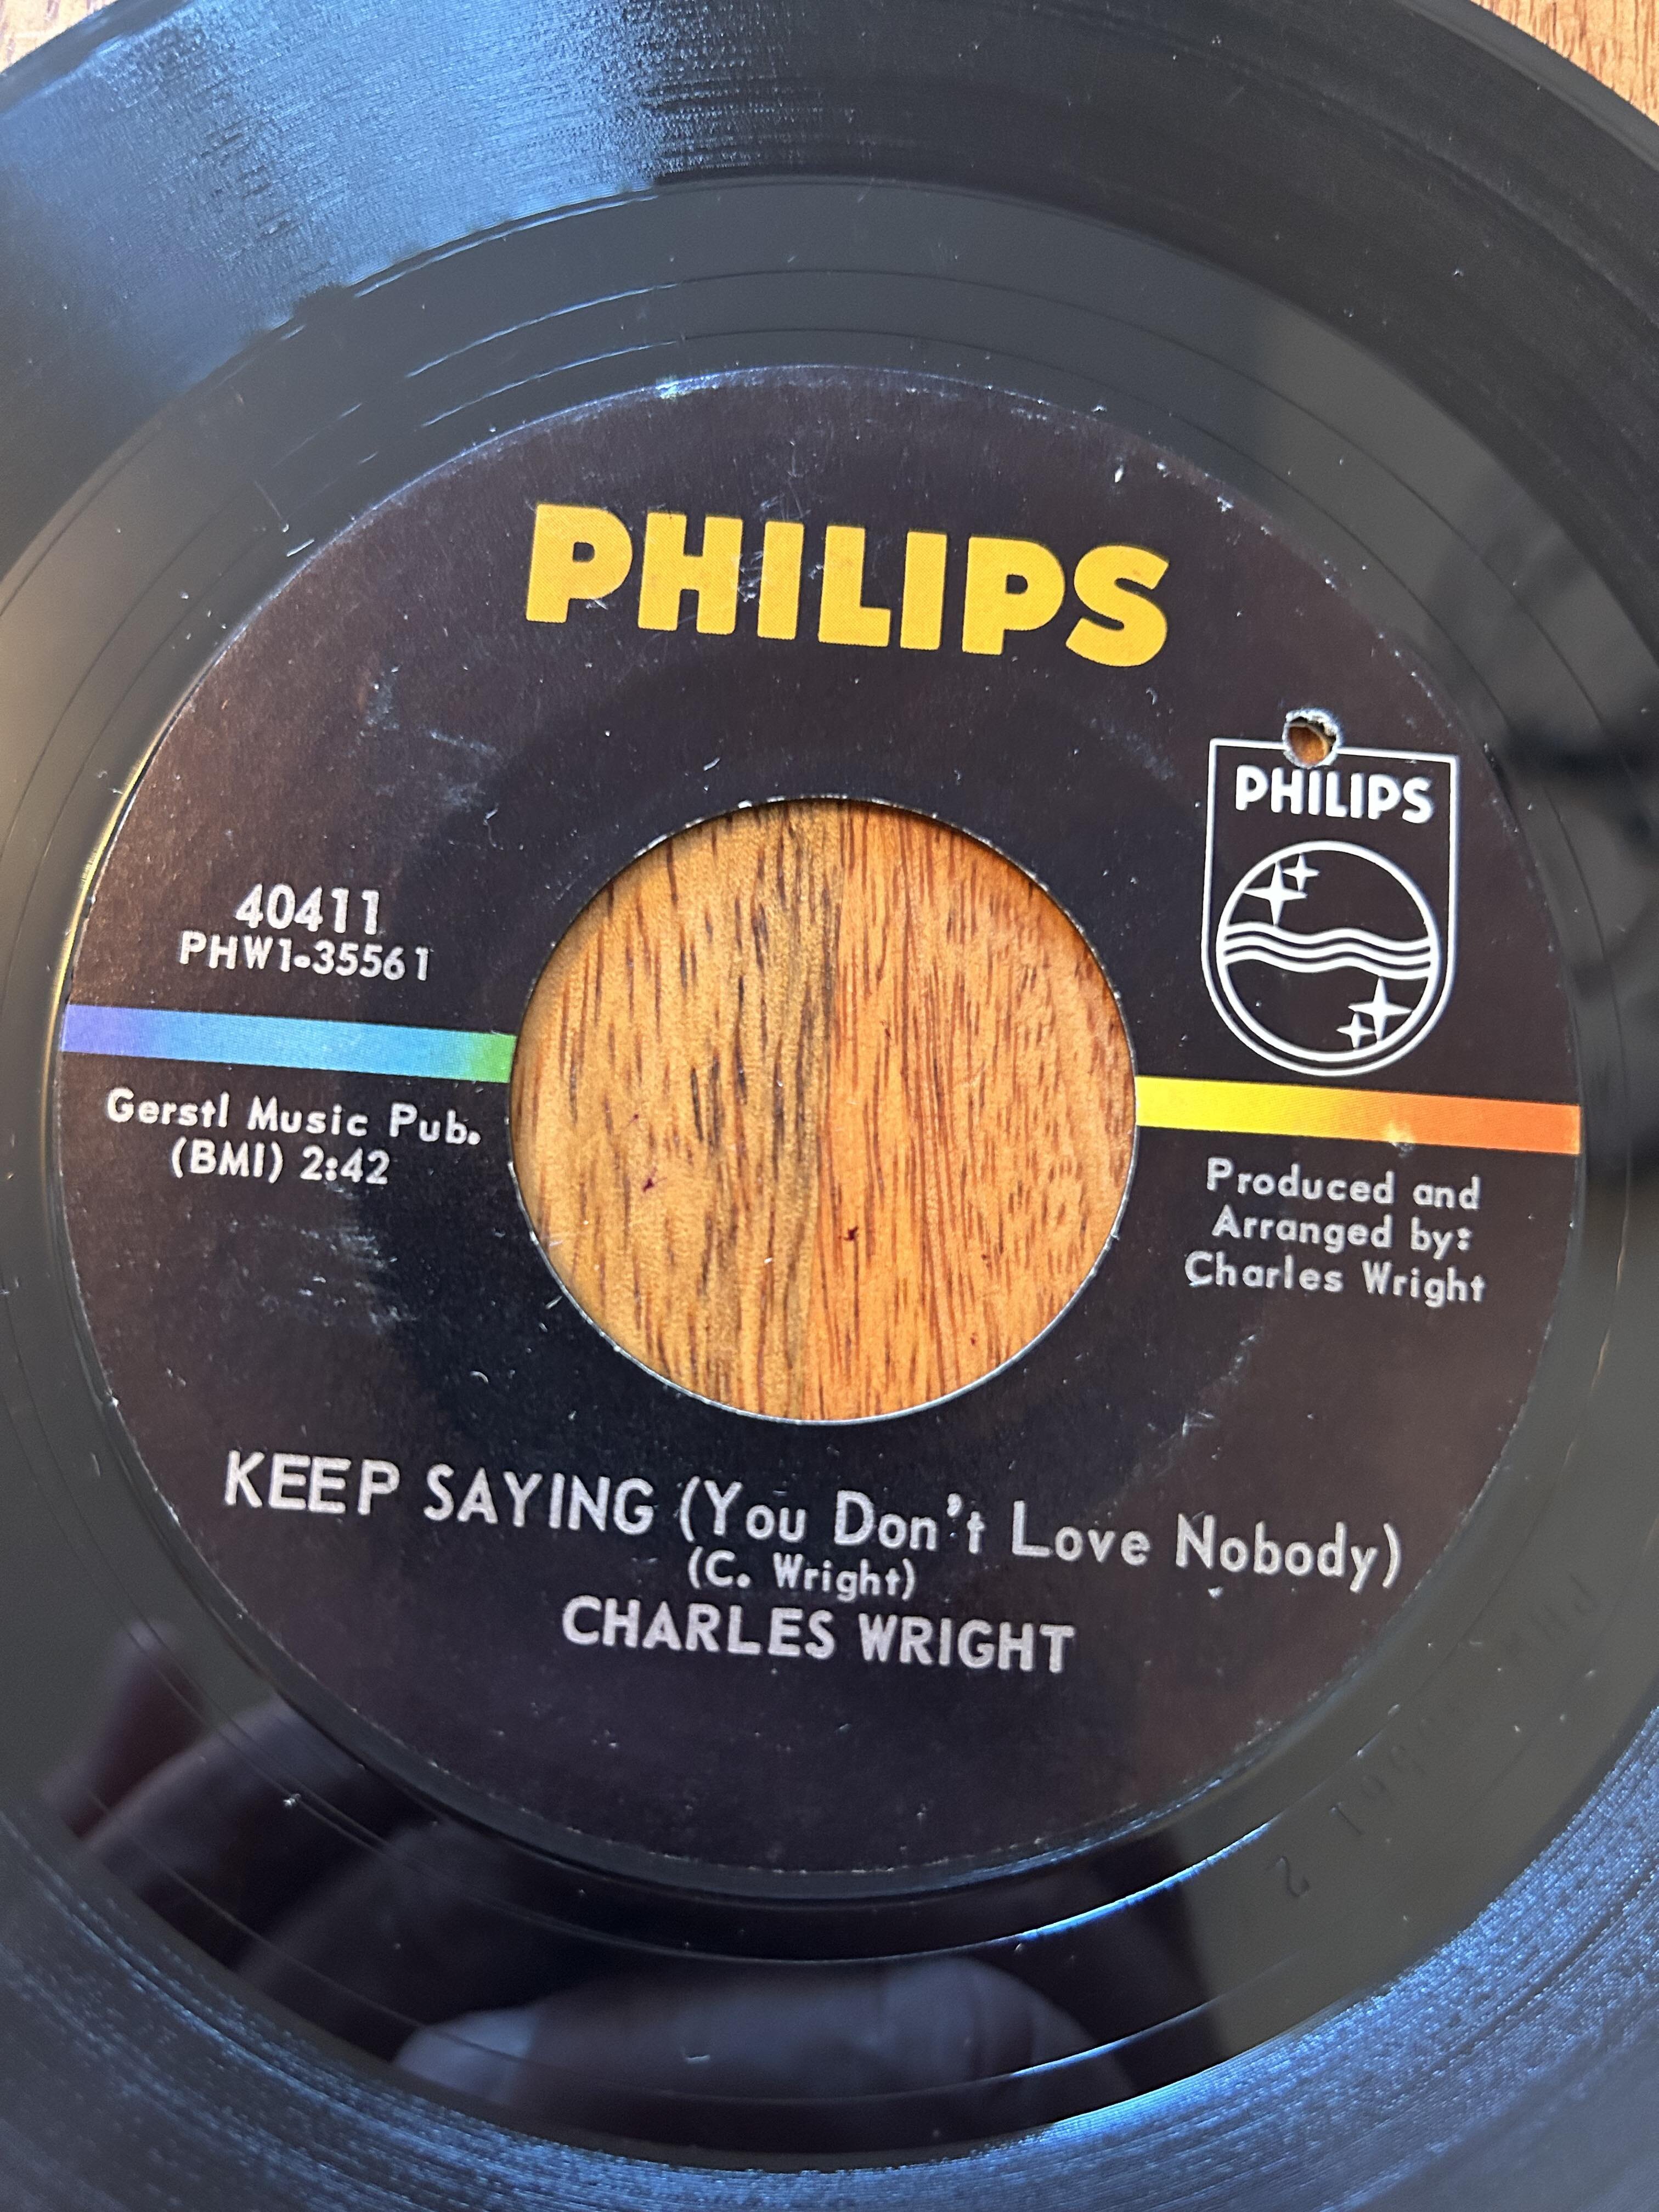 PHILIPS
PHILIPS
40411
PHW1-35561
Gerstl Music Pub.
(BMI) 2:42
Produced and
Arranged by:
Charles Wright
KEEP SAYING (You Don't Love Nobody)
(C. Wright)
CHARLES WRIGHT